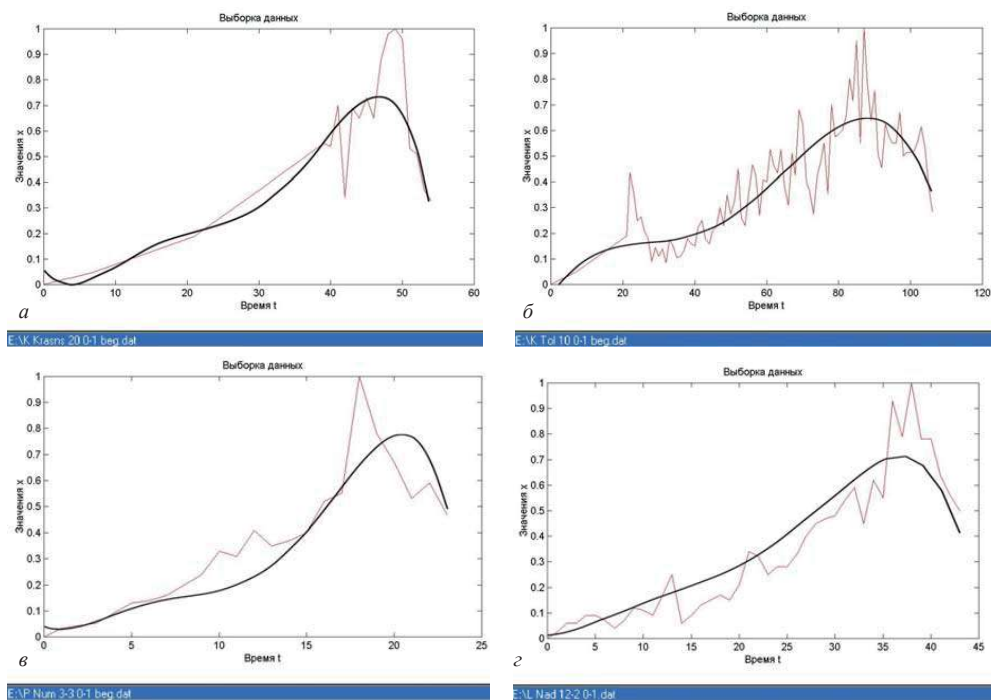 Выборка данных
Значения x
1
0.9
0.8
0.7
0.6
0.5
0.4
0.3
0.2
0.1
0
0 10 20 30 40 50 60
Время t
а
E:\K Krasns 20 0-1 beg.dat
Выборка данных
Значения x
1
0.9
0.8
0.7
0.6
0.5
0.4
0.3
0.2
0.1
0
0 20 40 60 80 100 120
Время t
б
E:\K Tol 10 0-1 beg.dat
Выборка данных
Значения x
1
0.9
0.8
0.7
0.6
0.5
0.4
0.3
0.2
0.1
0
0 5 10 15 20 25
Время t
в
E:\P Num 3-3 0-1 beg.dat
Выборка данных
Значения x
1
0.9
0.8
0.7
0.6
0.5
0.4
0.3
0.2
0.1
0
0 5 10 15 20 25 30 35 40 45
Время t
г
E:\L Nad 12-2 0-1.dat